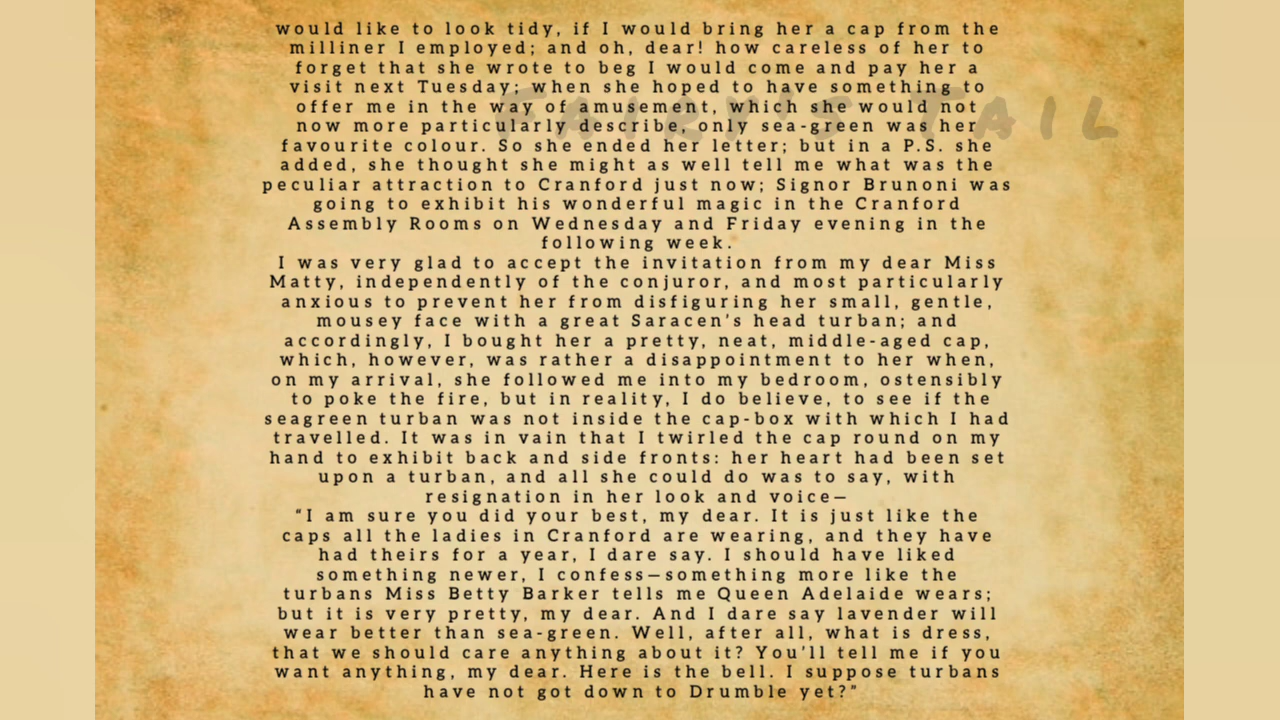 would like to look tidy, if I would bring her a cap from the
milliner I employed; and oh, dear! how careless of her to
forget that she wrote to beg I would come and pay her a
visit next Tuesday; when she hoped to have something to
offer me in the way of amusement, which she would not
now more particularly describe, only sea-green was her
FAIRY'S TAIL
favourite colour. So she ended her letter; but in a P.S. she
added, she thought she might as well tell me what was the
peculiar attraction to Cranford just now; Signor Brunoni was
going to exhibit his wonderful magic in the Cranford
Assembly Rooms on Wednesday and Friday evening in the
following week.
I was very glad to accept the invitation from my dear Miss
Matty, independently of the conjuror, and most particularly
anxious to prevent her from disfiguring her small, gentle,
mousey face with a great Saracen's head turban; and
accordingly, I bought her a pretty, neat, middle-aged cap,
which, however, was rather a disappointment to her when,
on my arrival, she followed me into my bedroom, ostensibly
to poke the fire, but in reality, I do believe, to see if the
seagreen turban was not inside the cap-box with which I had
travelled. It was in vain that I twirled the cap round on my
hand to exhibit back and side fronts: her heart had been set
upon a turban, and all she could do was to say, with
resignation in her look and voice—
“I am sure you did your best, my dear. It is just like the
caps all the ladies in Cranford are wearing, and they have
had theirs for a year, I dare say. I should have liked
something newer, I confess—something more like the
turbans Miss Betty Barker tells me Queen Adelaide wears;
but it is very pretty, my dear. And I dare say lavender will
wear better than sea-green. Well, after all, what is dress,
that we should care anything about it? You'll tell me if you
want anything, my dear. Here is the bell. I suppose turbans
have not got down to Drumble yet?”